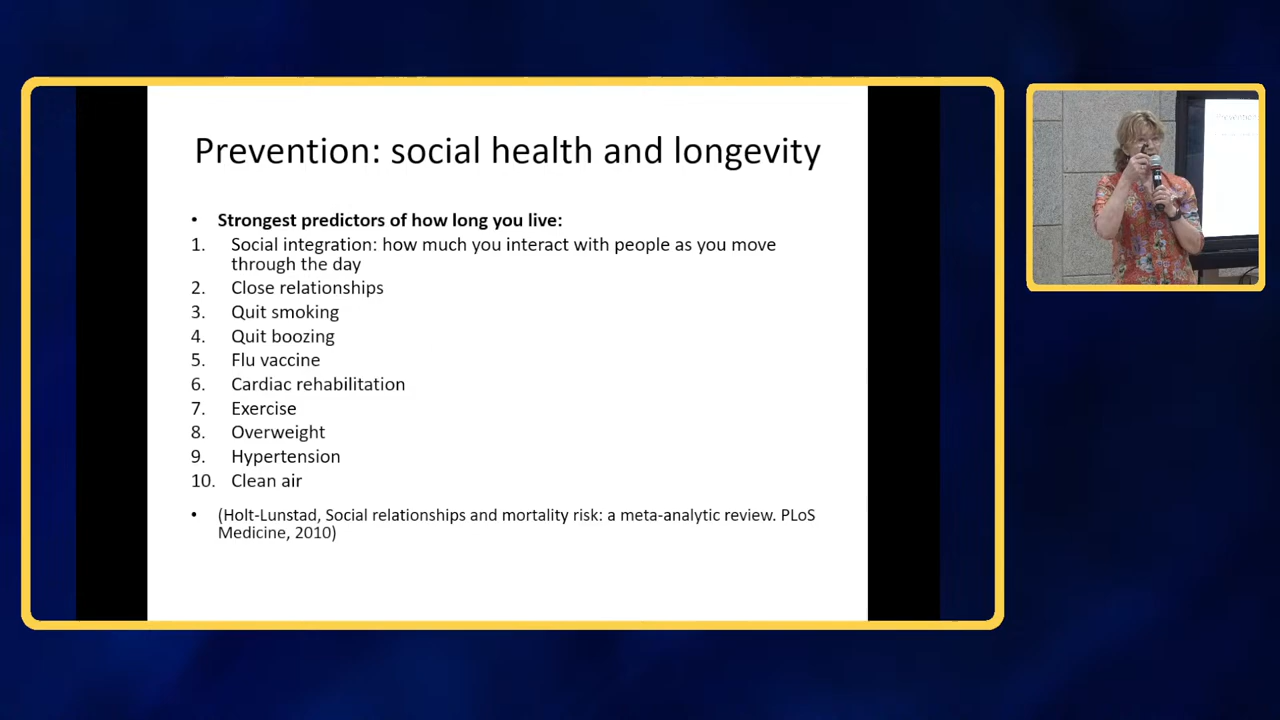 Prevention: social health and longevity
• Strongest predictors of how long you live:
1. Social integration: how much you interact with people as you move
through the day
2. Close relationships
3. Quit smoking
4. Quit boozing
5. Flu vaccine
6. Cardiac rehabilitation
7. Exercise
8. Overweight
9. Hypertension
10. Clean air
• (Holt-Lunstad, Social relationships and mortality risk: a meta-analytic review. PLoS
Medicine, 2010)
Prevention